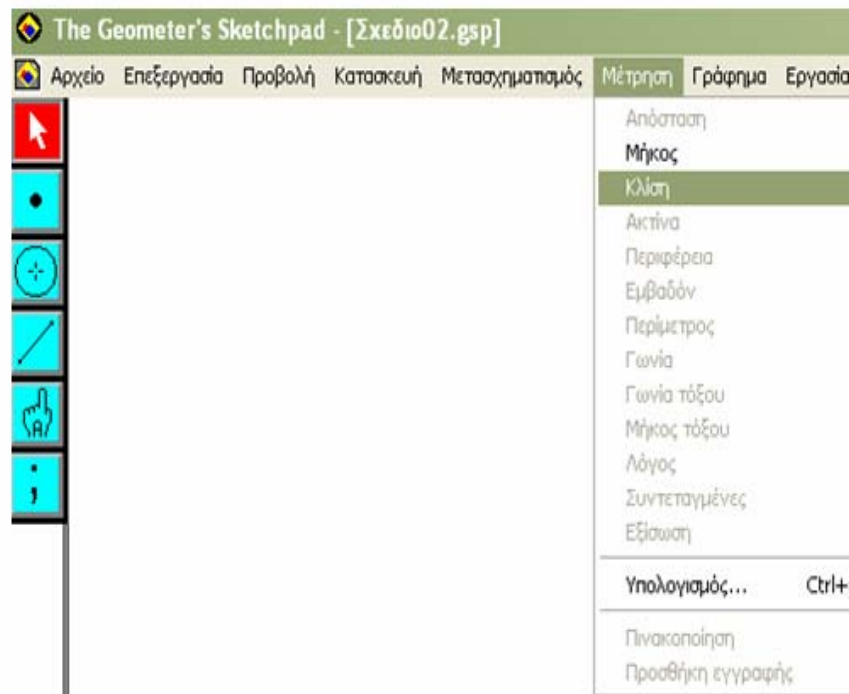 The Geometer's Sketchpad - [Σχεδιο02.gsp]
Αρχείο Επεξεργασία Προβολή Κατασκευή Μετασχηματισμός Μέτρηση Γράφημα Εργασία
Απόσταση
Μήκος
Κλίση
Ακτίνα
Περιφέρεια
Εμβαδόν
Περίμετρος
Γωνία
Γωνία τόξου
Μήκος τόξου
Λόγος
Συντεταγμένες
Εξίσωση
Υπολογισμός... Ctrl+
Πινακοποίηση
Προσθήκη εγγραφής
A
;